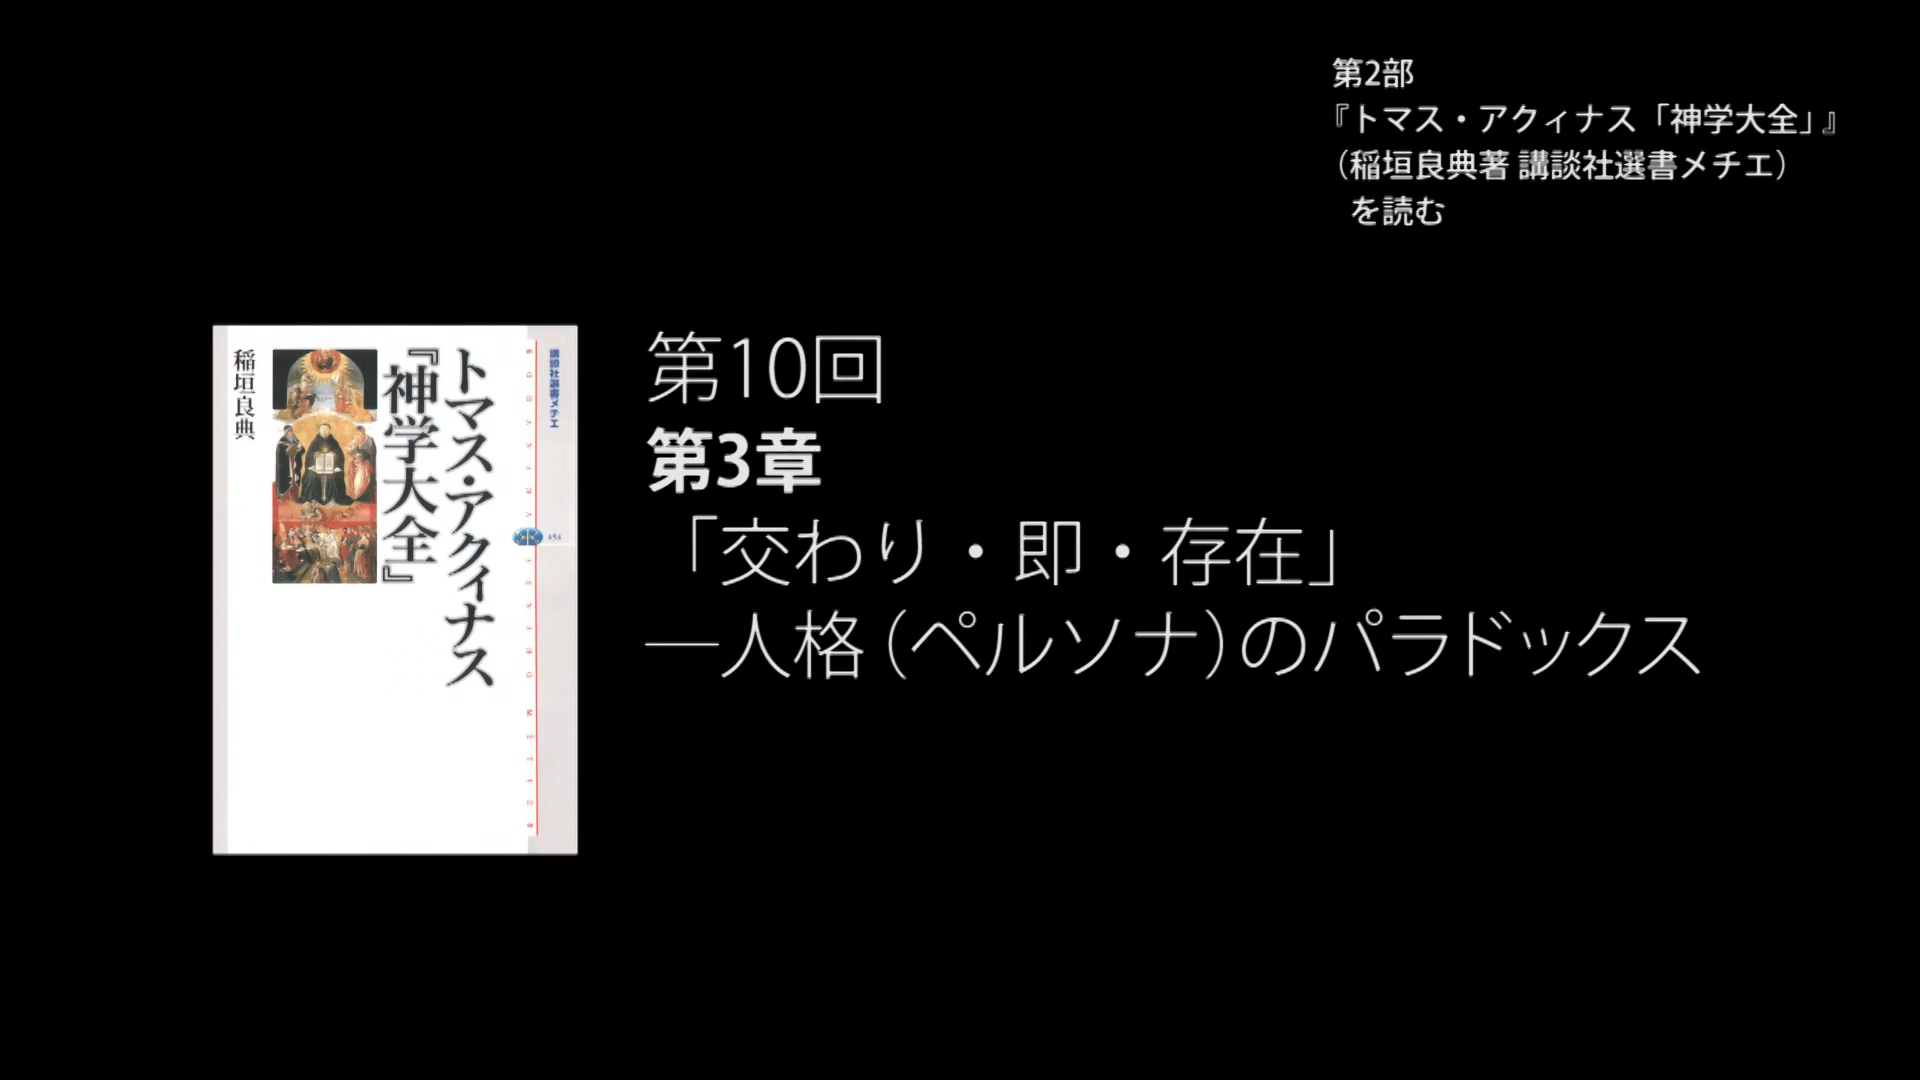 第2部
『トマス・アクィナス「神学大全」』
（稲垣良典著 講談社選書メチエ）
を読む
第10回
第3章
「交わり・即・存在」
―人格（ペルソナ）のパラドックス
講談社選書メチエ
トマス・アクィナス
『神学大全』
稲垣良典